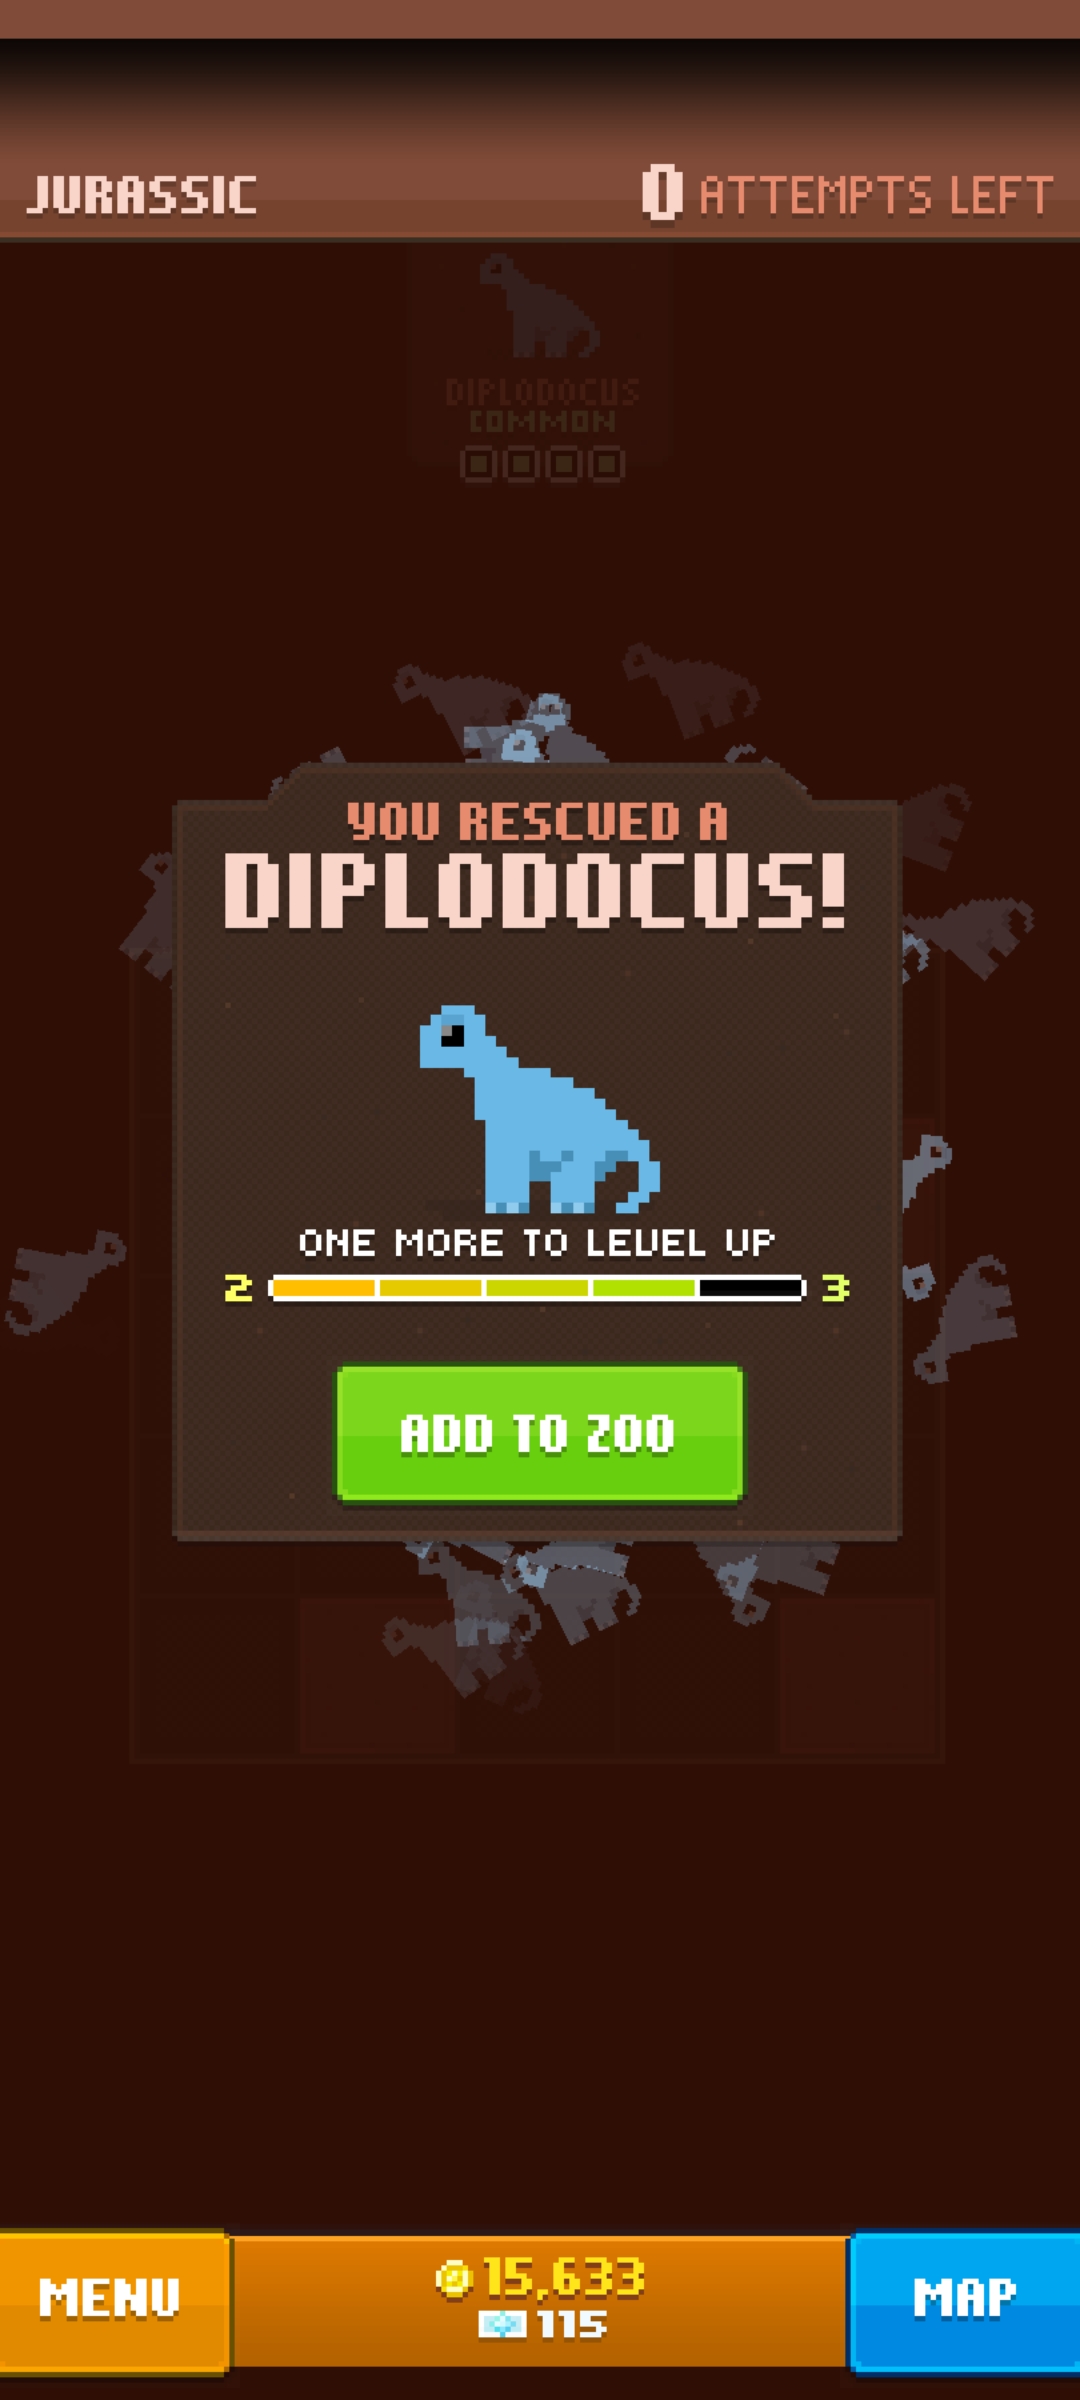 JURASSIC
0 ATTEMPTS LEFT
DIPLODOCUS
COMMON
YOU RESCUED A
DIPLODOCUS!
ONE MORE TO LEVEL UP
2 3
ADD TO ZOO
MENU
15,633
115
MAP